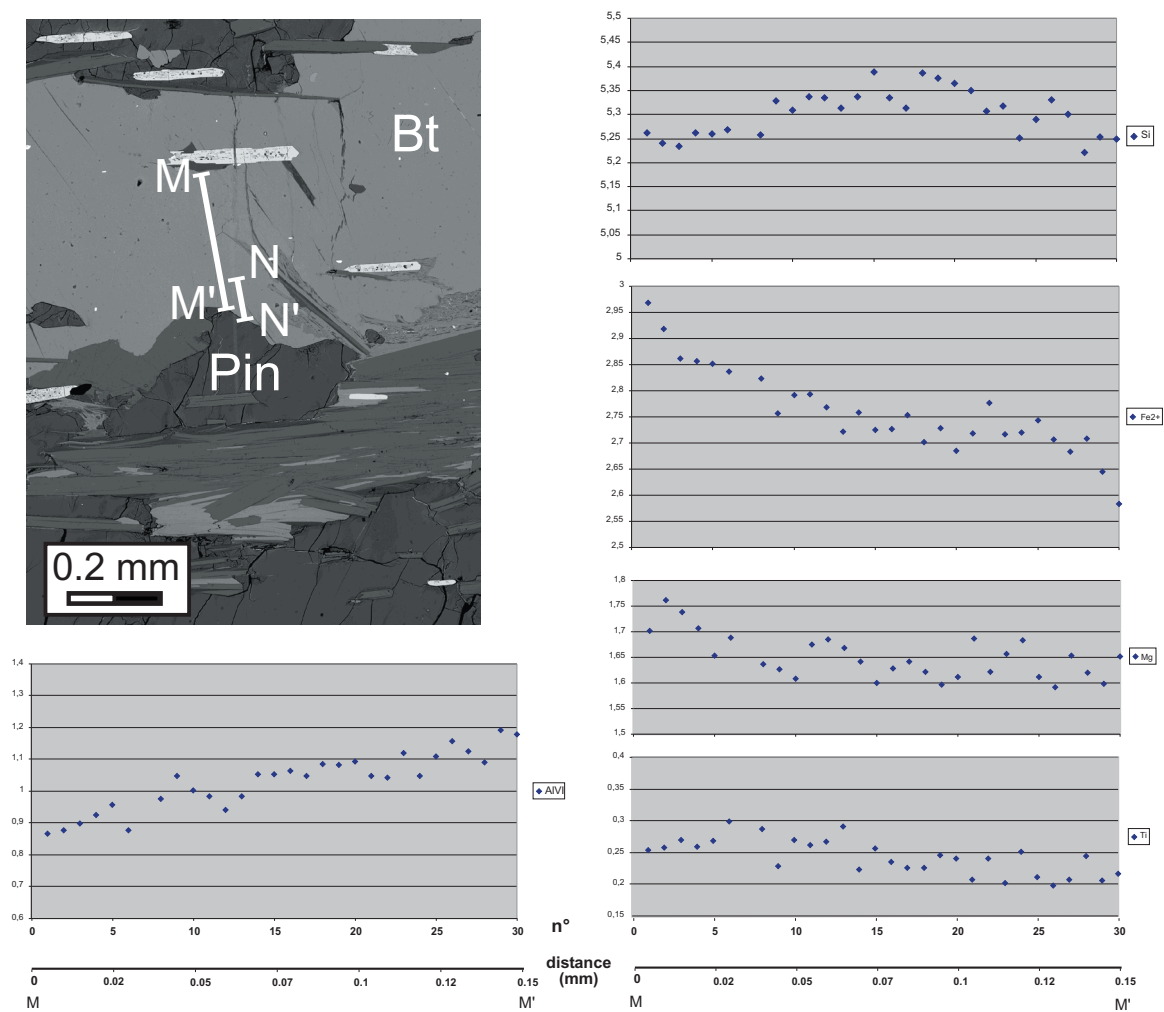 Bt
M
N
M'
N'
Pin
0.2 mm
5,5
5,45
5,4
5,35
5,3
5,25
5,2
5,15
5,1
5,05
5
Si
3
2,95
2,9
2,85
2,8
2,75
2,7
2,65
2,6
2,55
2,5
Fe2+
1,8
1,75
1,7
1,65
1,6
1,55
1,5
Mg
0,4
0,35
0,3
0,25
0,2
0,15
Ti
0 5 10 15 20 25 30
0 0.02 0.05 0.07 0.1 0.12 0.15
M M'
1,4
1,3
1,2
1,1
1
0,9
0,8
0,7
0,6
AlVI
0 5 10 15 20 25 30
n°
distance
(mm)
0 0.02 0.05 0.07 0.1 0.12 0.15
M M'